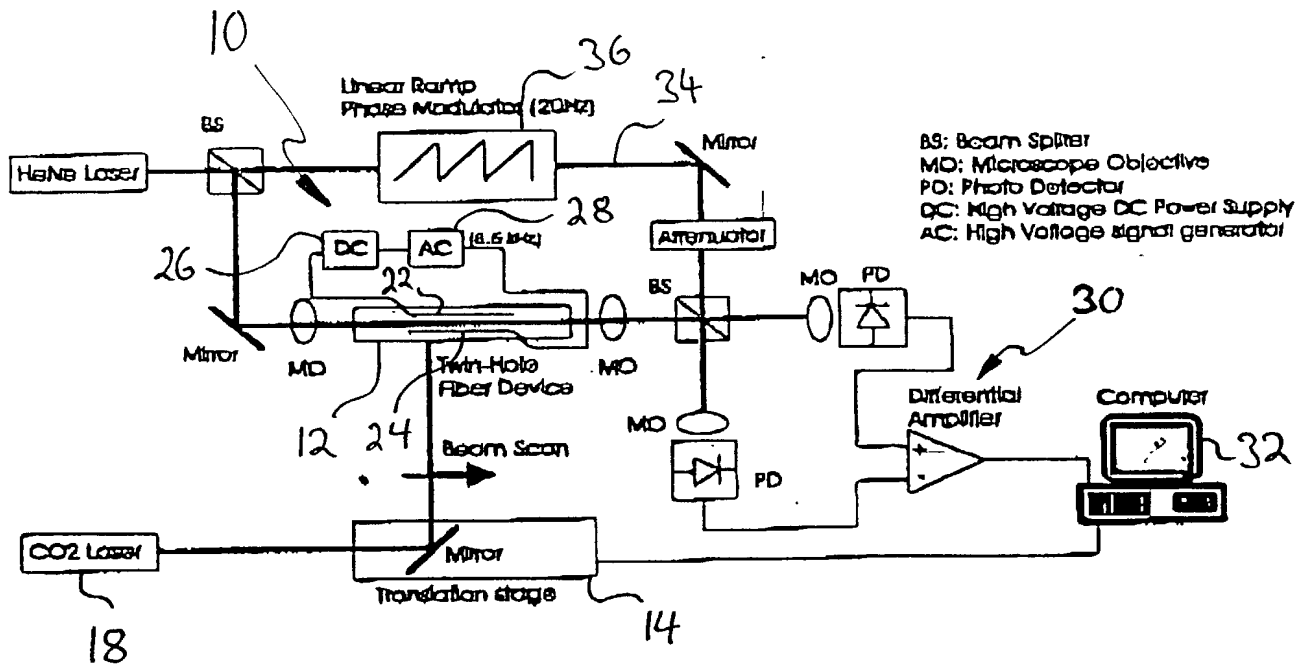 10
36
Linear Ramp
Phase Modulator (20Hz)
34
BS
Mirror
HeNe Laser
BS: Beam Spliter
MO: Microscope Objective
PD: Photo Detector
DC: High Voltage DC Power Supply
AC: High Voltage signal generator
28
26
DC
AC
Attenuator
22
BS
MO
PD
30
Mirror
MO
Twin-Hole
Fiber Device
MO
Differential
Amplifier
Computer
12
24
MO
Beam Scan
+
-
32
PD
CO2 Laser
Mirror
Translation stage
18
14